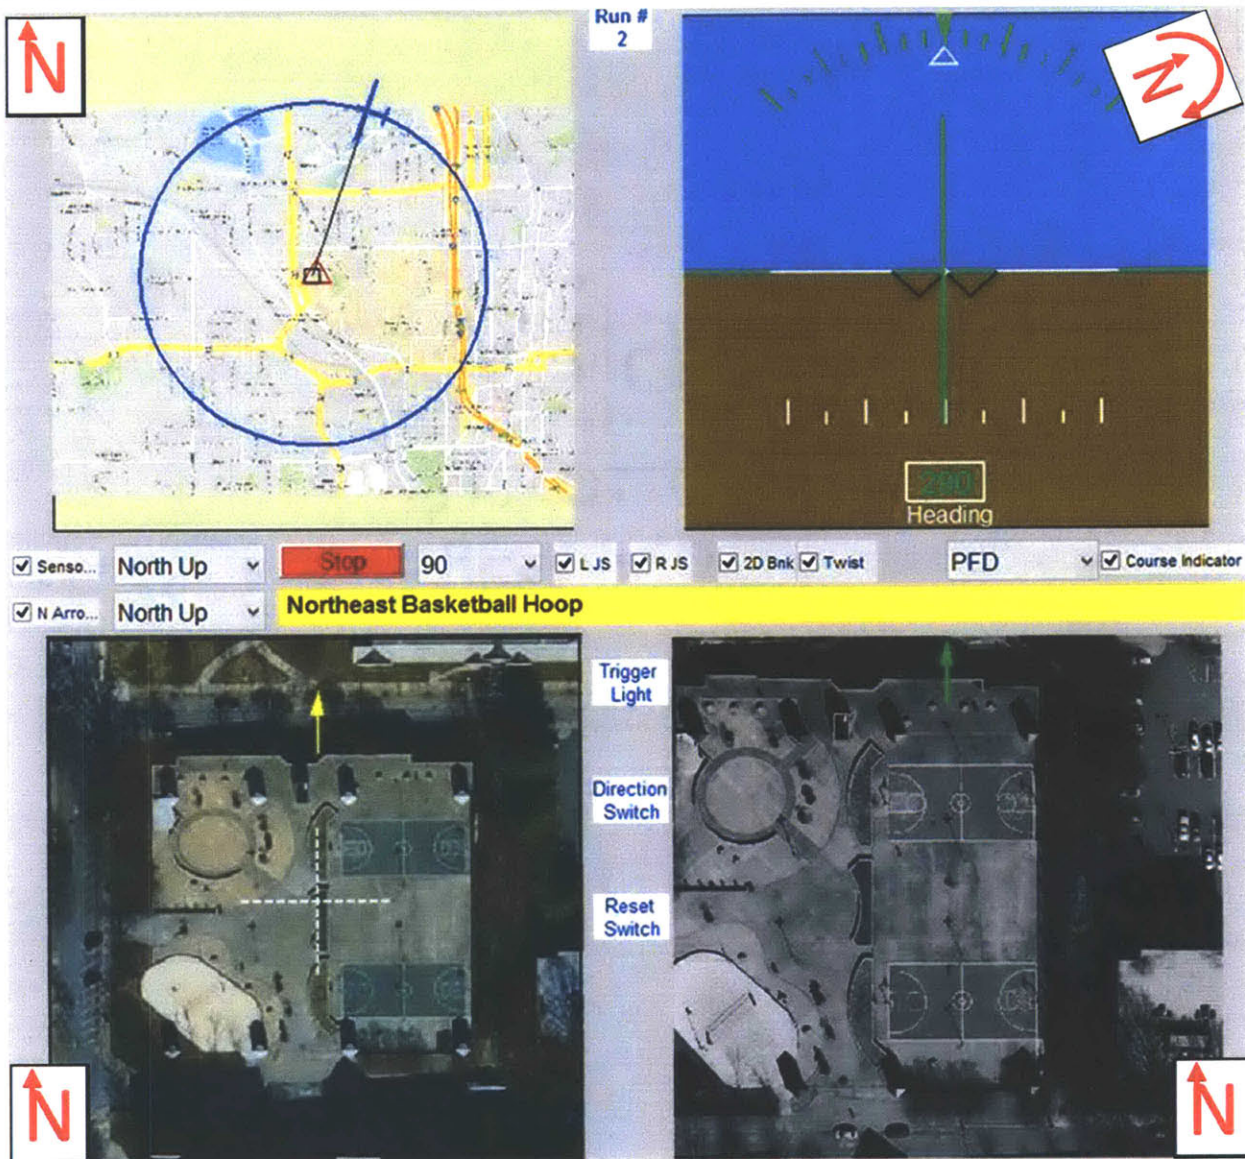 N
Run #
2
N
290
Heading
Senso...
North Up
Stop
90
L JS
R JS
2D Bnk
Twist
PFD
Course Indicator
N Arro...
North Up
Northeast Basketball Hoop
Trigger
Light
Direction
Switch
Reset
Switch
N
N